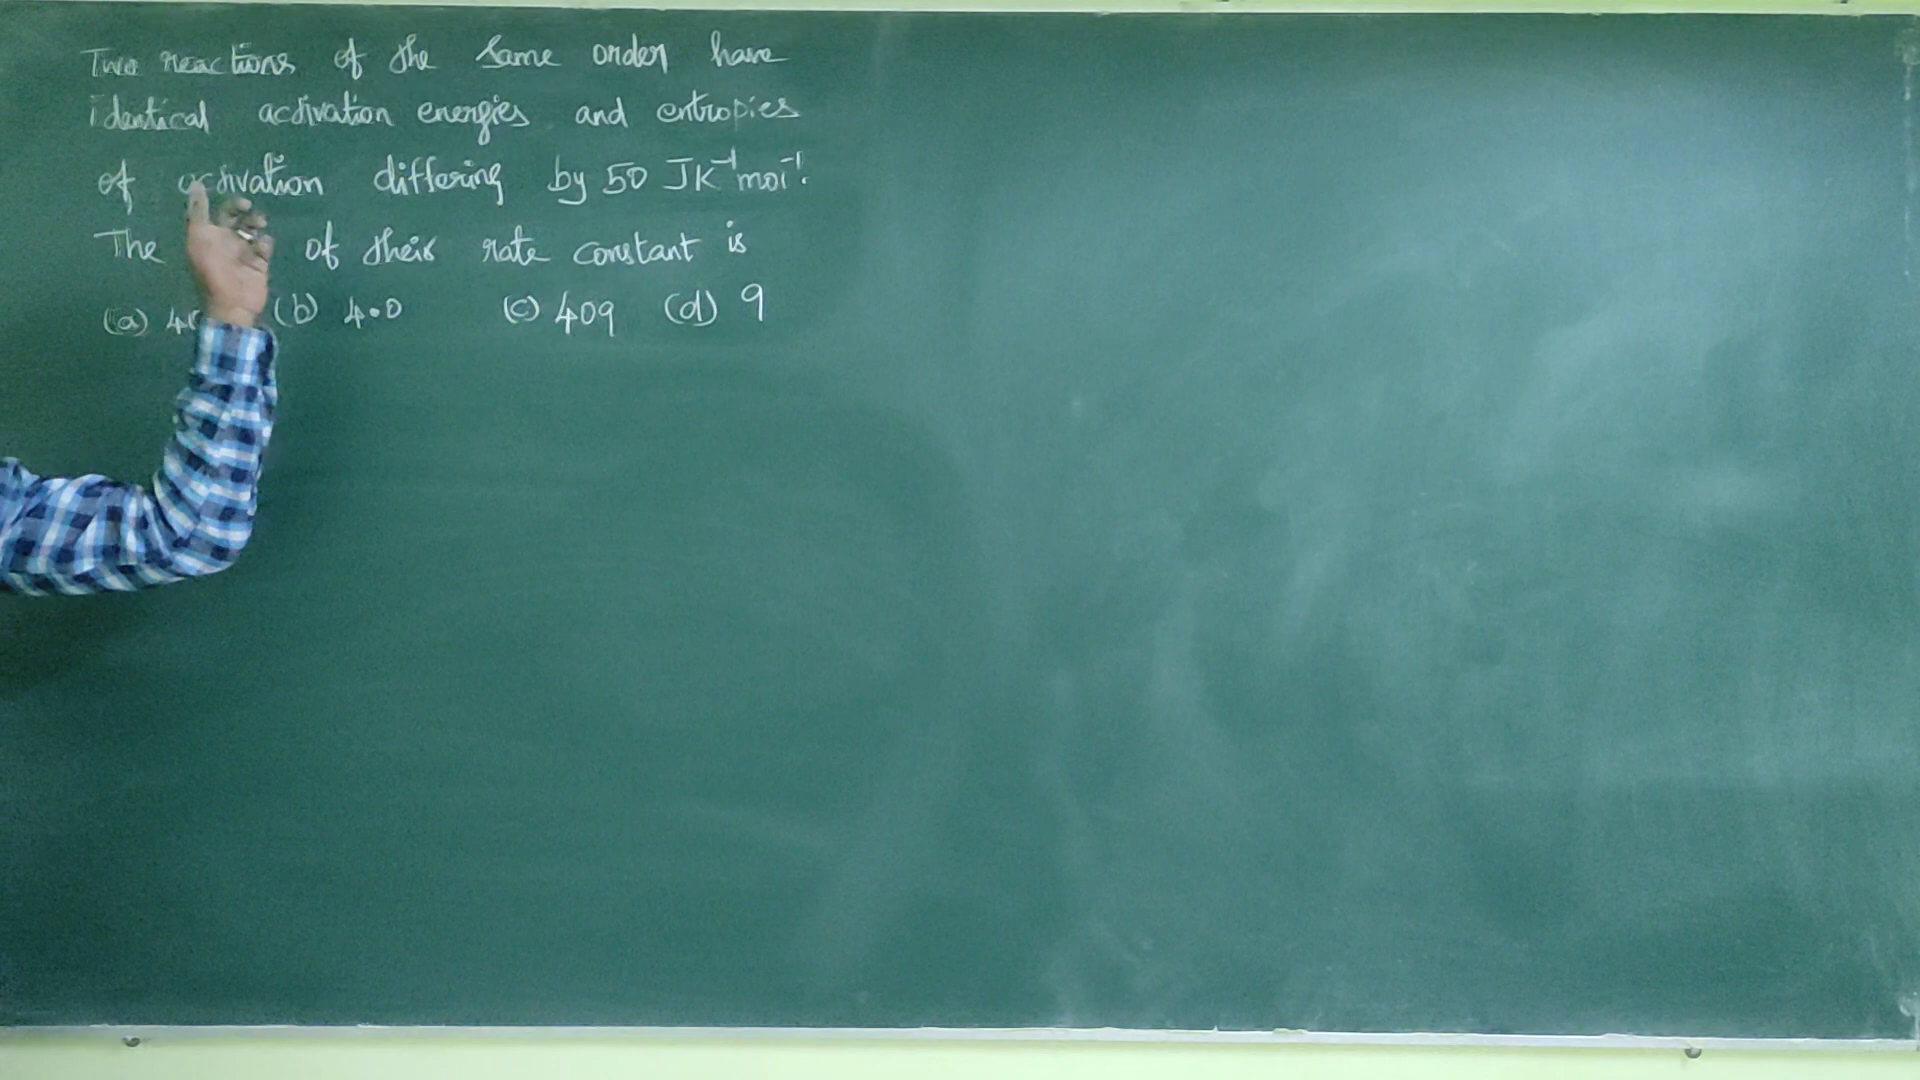 Two reactions of the same order have
identical activation energies and entropies
of activation differing by 50 JK⁻¹mol⁻¹.
The of their rate constant is
(a) (b) 4.0 (c) 409 (d) 9